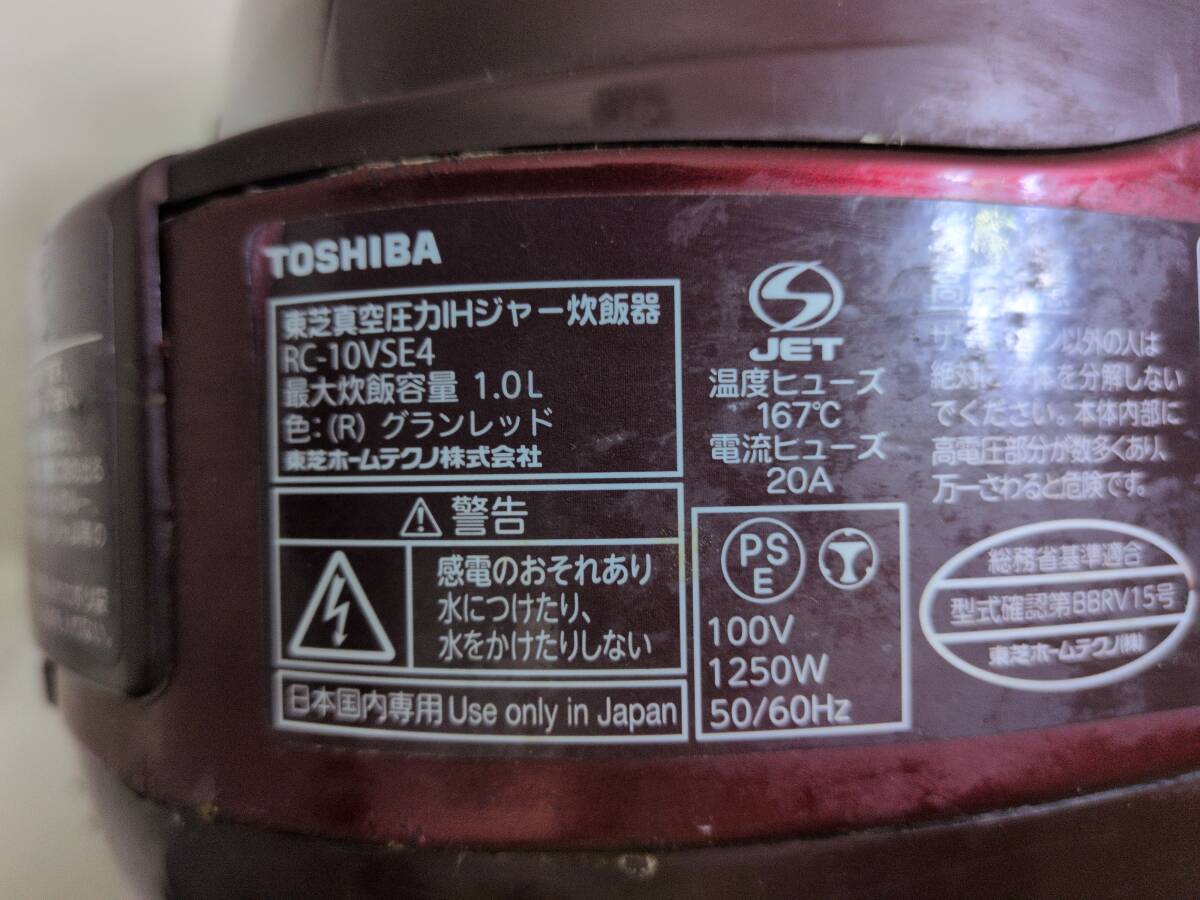 TOSHIBA
東芝真空圧力IHジャー炊飯器
RC-10VSE4
最大炊飯容量 1.0L
色:(R) グランレッド
東芝ホームテクノ株式会社
警告
感電のおそれあり
水につけたり、
水をかけたりしない
日本国内専用 Use only in Japan
S
JET
温度ヒューズ
167℃
電流ヒューズ
20A
PS
E
100V
1250W
50/60Hz
以外の人は
絶対に本体を分解しない
でください。本体内部に
高電圧部分が数多くあり、
万一さわると危険です。
総務省基準適合
型式確認第BBRV15号
東芝ホームテクノ(株)